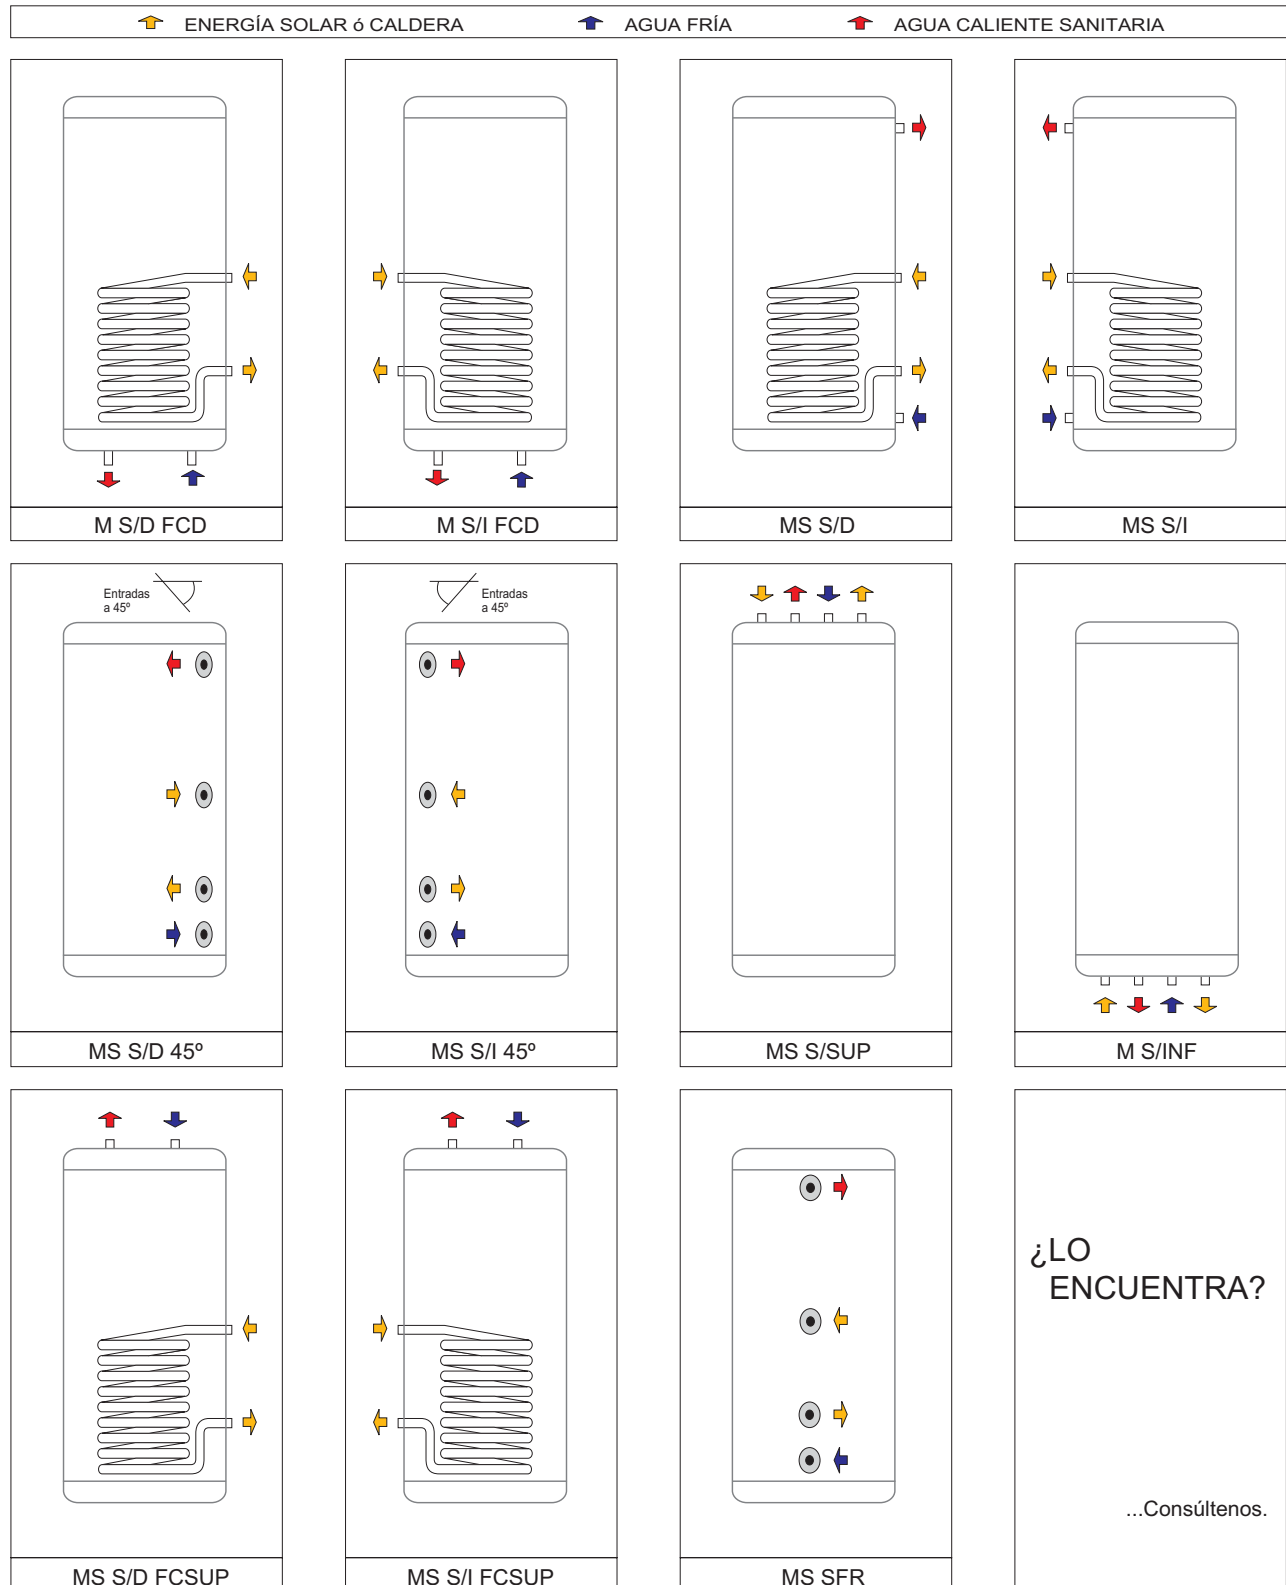 ENERGÍA SOLAR ó CALDERA
AGUA FRÍA
AGUA CALIENTE SANITARIA
M S/D FCD
M S/I FCD
MS S/D
MS S/I
Entradas
a 45º
Entradas
a 45º
MS S/D 45º
MS S/I 45º
MS S/SUP
M S/INF
¿LO
ENCUENTRA?
...Consúltenos.
MS S/D FCSUP
MS S/I FCSUP
MS SFR